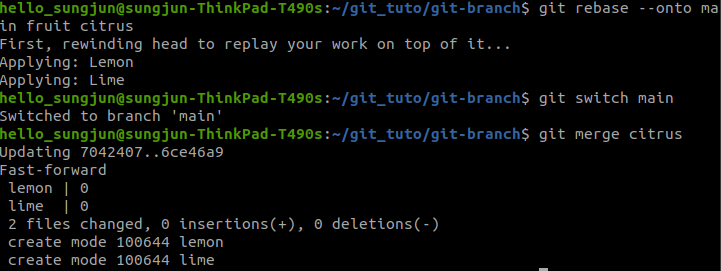 hello_sungjun@sungjun-ThinkPad-T490s:~/git_tuto/git-branch$ git rebase --onto ma
in fruit citrus
First, rewinding head to replay your work on top of it...
Applying: Lemon
Applying: Lime
hello_sungjun@sungjun-ThinkPad-T490s:~/git_tuto/git-branch$ git switch main
Switched to branch 'main'
hello_sungjun@sungjun-ThinkPad-T490s:~/git_tuto/git-branch$ git merge citrus
Updating 7042407..6ce46a9
Fast-forward
 lemon | 0
 lime  | 0
 2 files changed, 0 insertions(+), 0 deletions(-)
 create mode 100644 lemon
 create mode 100644 lime